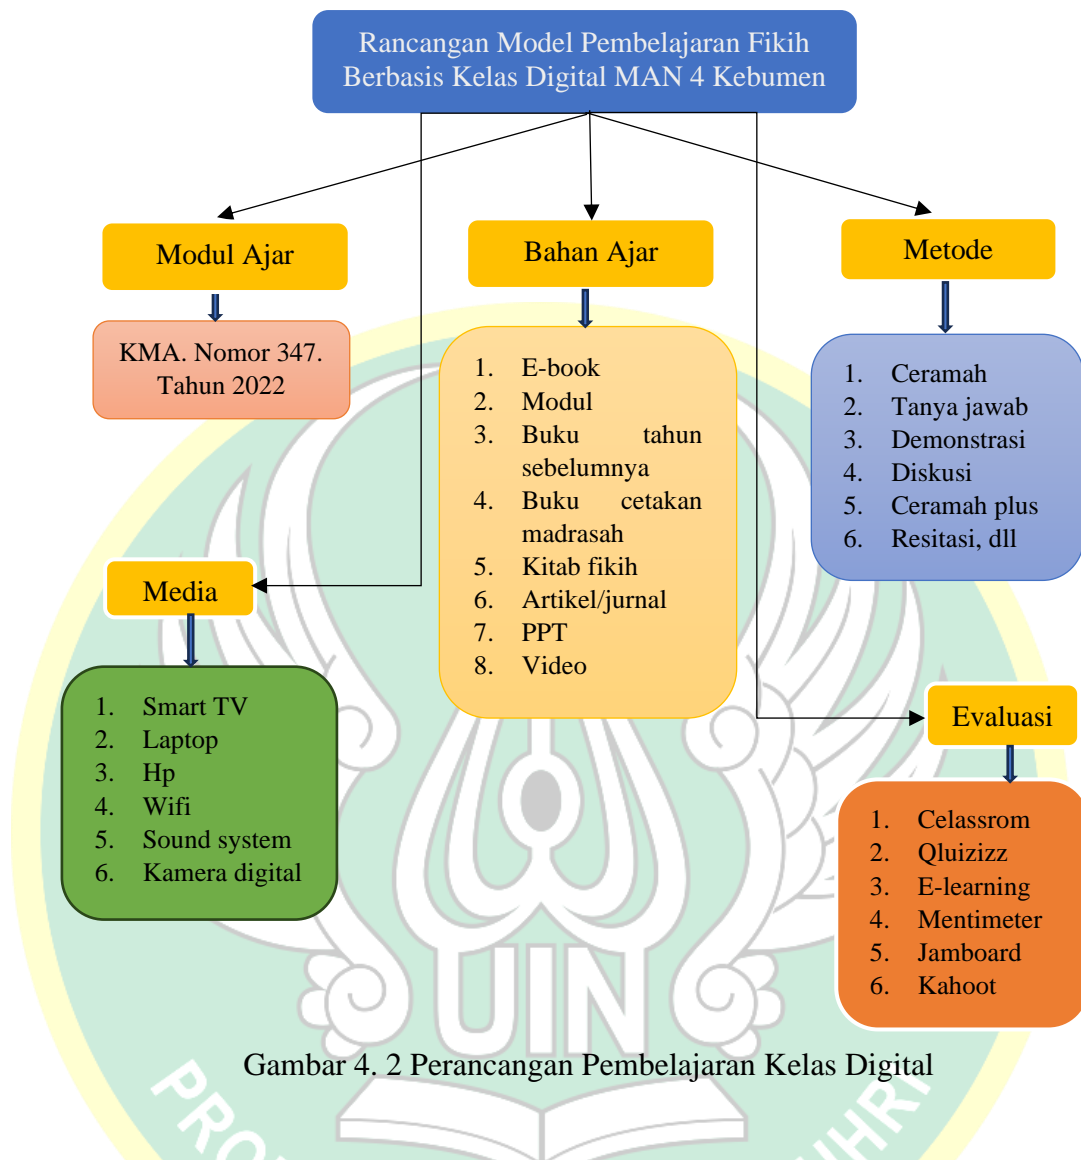 Rancangan Model Pembelajaran Fikih
Berbasis Kelas Digital MAN 4 Kebumen
Modul Ajar
KMA. Nomor 347.
Tahun 2022
Bahan Ajar
1. E-book
2. Modul
3. Buku tahun
sebelumnya
4. Buku cetakan
madrasah
5. Kitab fikih
6. Artikel/jurnal
7. PPT
8. Video
Metode
1. Ceramah
2. Tanya jawab
3. Demonstrasi
4. Diskusi
5. Ceramah plus
6. Resitasi, dll
Media
1. Smart TV
2. Laptop
3. Hp
4. Wifi
5. Sound system
6. Kamera digital
Evaluasi
1. Celassrom
2. Qluizizz
3. E-learning
4. Mentimeter
5. Jamboard
6. Kahoot
UIN
Gambar 4. 2 Perancangan Pembelajaran Kelas Digital